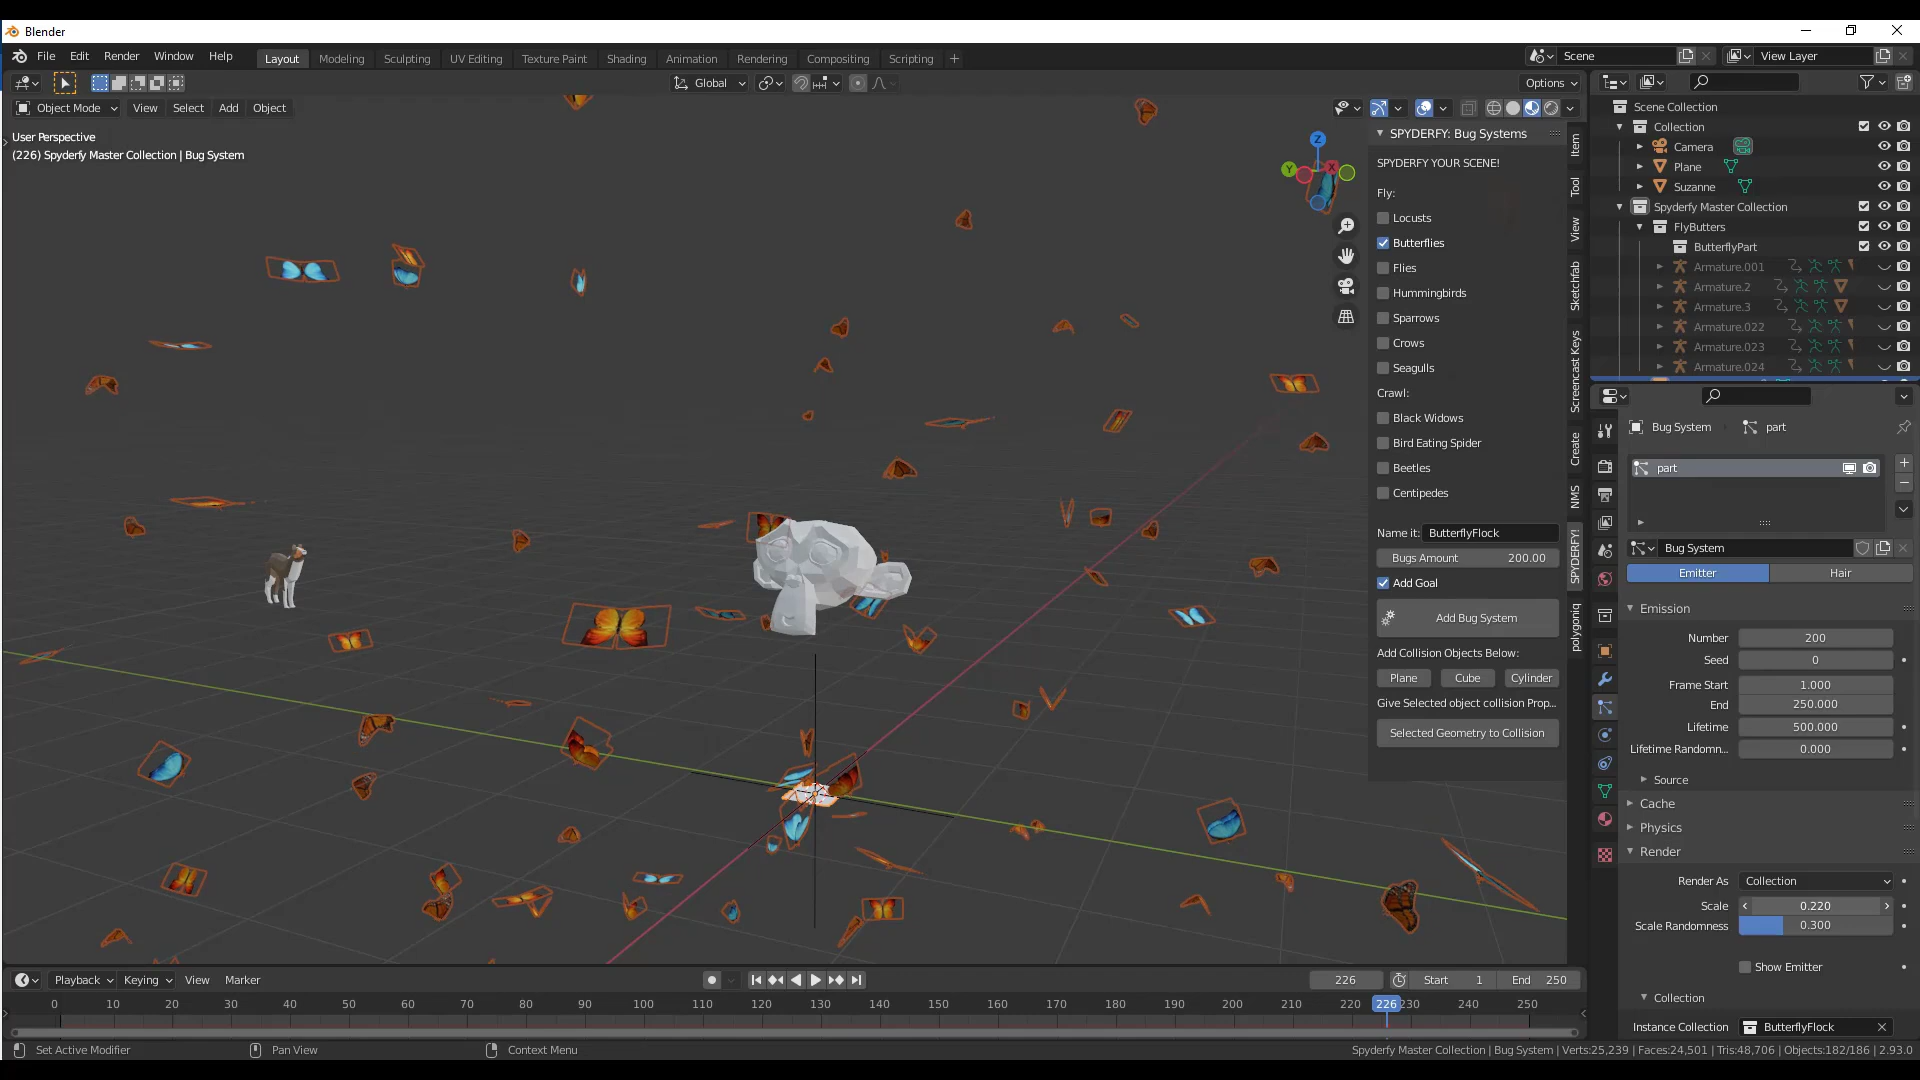 Blender
File Edit Render Window Help
Layout Modeling Sculpting UV Editing Texture Paint Shading Animation Rendering Compositing Scripting +
Scene
View Layer
Global
Options
Object Mode View Select Add Object
User Perspective
(226) Spyderfy Master Collection | Bug System
Z
Y
X
SPYDERFY: Bug Systems
SPYDERFY YOUR SCENE!
Fly:
Locusts
Butterflies
Flies
Hummingbirds
Sparrows
Crows
Seagulls
Crawl:
Black Widows
Bird Eating Spider
Beetles
Centipedes
Name it: ButterflyFlock
Bugs Amount 200.00
Add Goal
Add Bug System
Add Collision Objects Below:
Plane Cube Cylinder
Give Selected object collision Prop...
Selected Geometry to Collision
Item
Tool
View
Sketchfab
Screencast Keys
Create
NMS
SPYDERFY!
polygoniq
Scene Collection
Collection
Camera
Plane
Suzanne
Spyderfy Master Collection
FlyButters
ButterflyPart
Armature.001
Armature.2
Armature.3
Armature.022
Armature.023
Armature.024
Bug System part
part
Bug System
Emitter Hair
Emission
Number 200
Seed 0
Frame Start 1.000
End 250.000
Lifetime 500.000
Lifetime Randomn... 0.000
Source
Cache
Physics
Render
Render As Collection
Scale 0.220
Scale Randomness 0.300
Show Emitter
Collection
Instance Collection ButterflyFlock
Playback Keying View Marker
226 Start 1 End 250
0 10 20 30 40 50 60 70 80 90 100 110 120 130 140 150 160 170 180 190 200 210 220 226 230 240 250
Set Active Modifier Pan View Context Menu
Spyderfy Master Collection | Bug System | Verts:25,239 | Faces:24,501 | Tris:48,706 | Objects:182/186 | 2.93.0